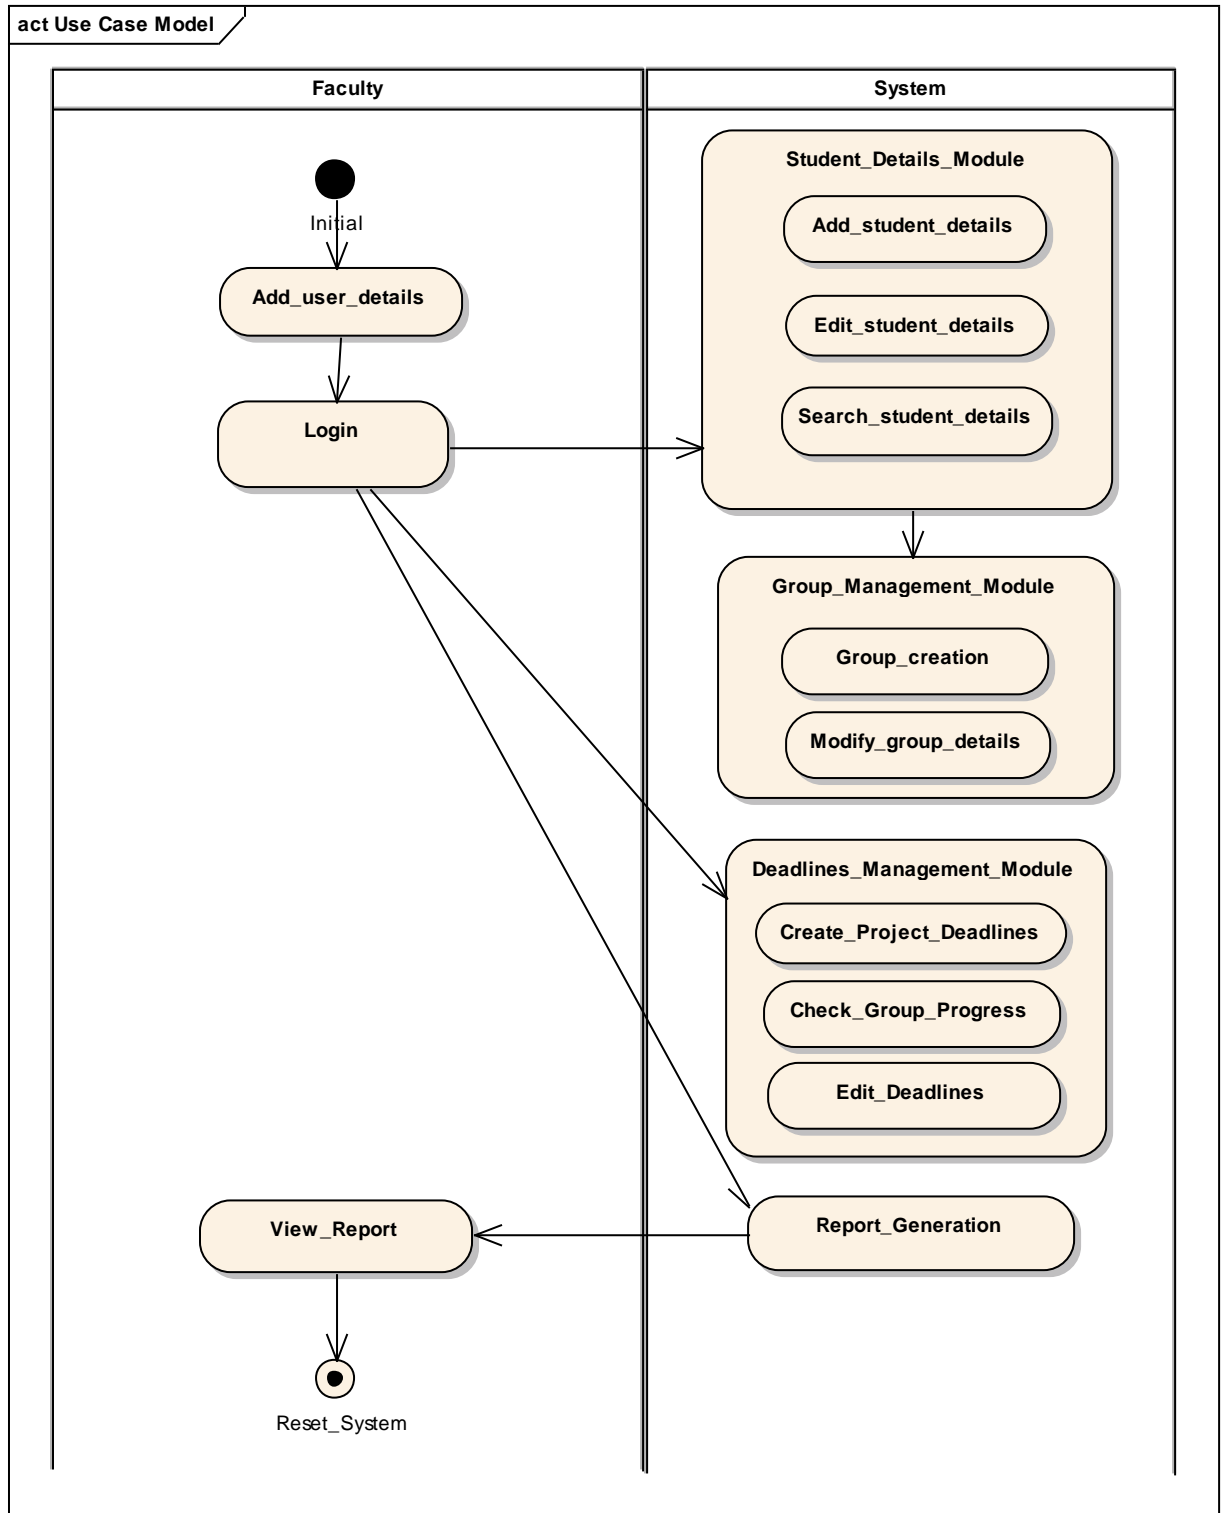 act Use Case Model
Faculty
System
Initial
Add_user_details
Login
Student_Details_Module
Add_student_details
Edit_student_details
Search_student_details
Group_Management_Module
Group_creation
Modify_group_details
Deadlines_Management_Module
Create_Project_Deadlines
Check_Group_Progress
Edit_Deadlines
Report_Generation
View_Report
Reset_System